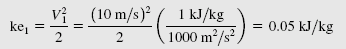 ke₁ = V₁²/2 = (10 m/s)²/2 (1 kJ/kg / 1000 m²/s²) = 0.05 kJ/kg